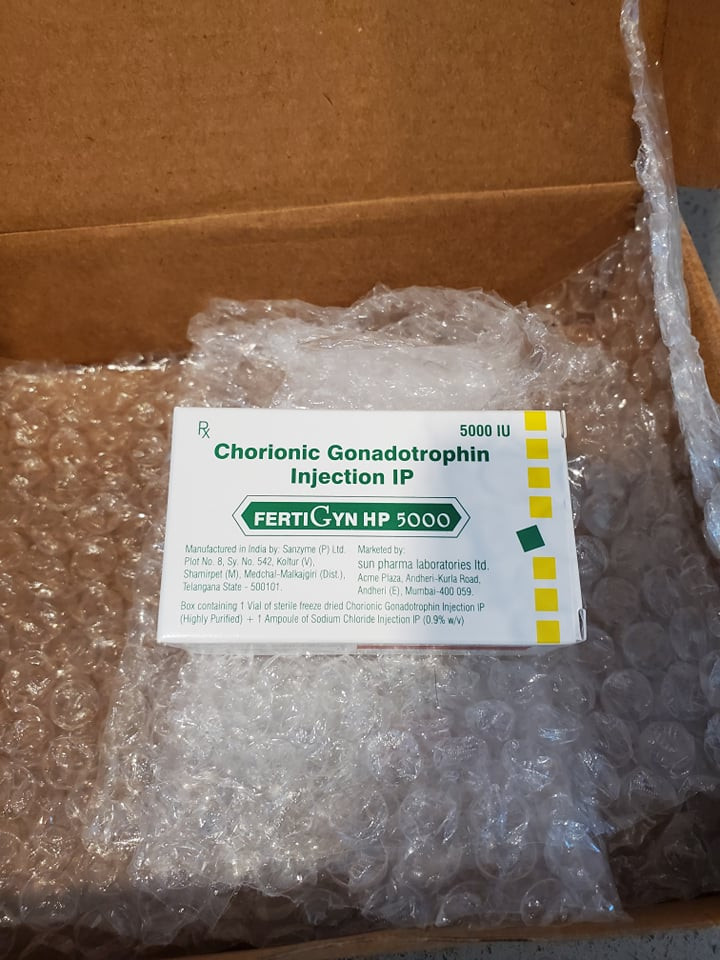 Rx
5000 IU
Chorionic Gonadotrophin
Injection IP
FERTIGYN HP 5000
Manufactured in India by: Sanzyme (P) Ltd.
Plot No. 8, Sy. No. 542, Koltur (V),
Shamirpet (M), Medchal-Malkajgiri (Dist.),
Telangana State - 500101.
Marketed by:
sun pharma laboratories ltd.
Acme Plaza, Andheri-Kurla Road,
Andheri (E), Mumbai-400 059.
Box containing 1 Vial of sterile freeze dried Chorionic Gonadotrophin Injection IP
(Highly Purified) + 1 Ampoule of Sodium Chloride Injection IP (0.9% w/v)